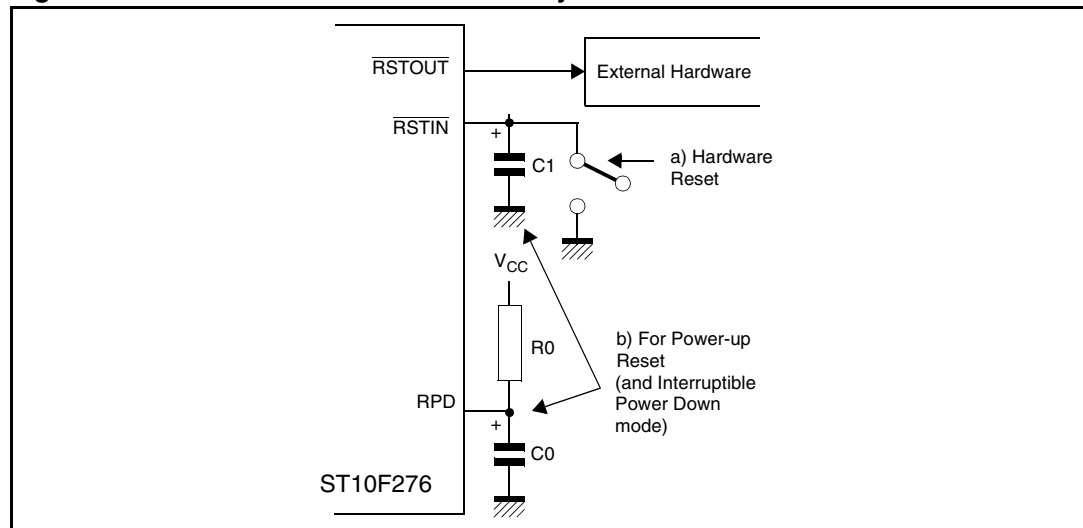 RSTOUT
External Hardware
RSTIN
+
C1
a) Hardware
Reset
VCC
R0
b) For Power-up
Reset
(and Interruptible
Power Down
mode)
RPD
+
C0
ST10F276